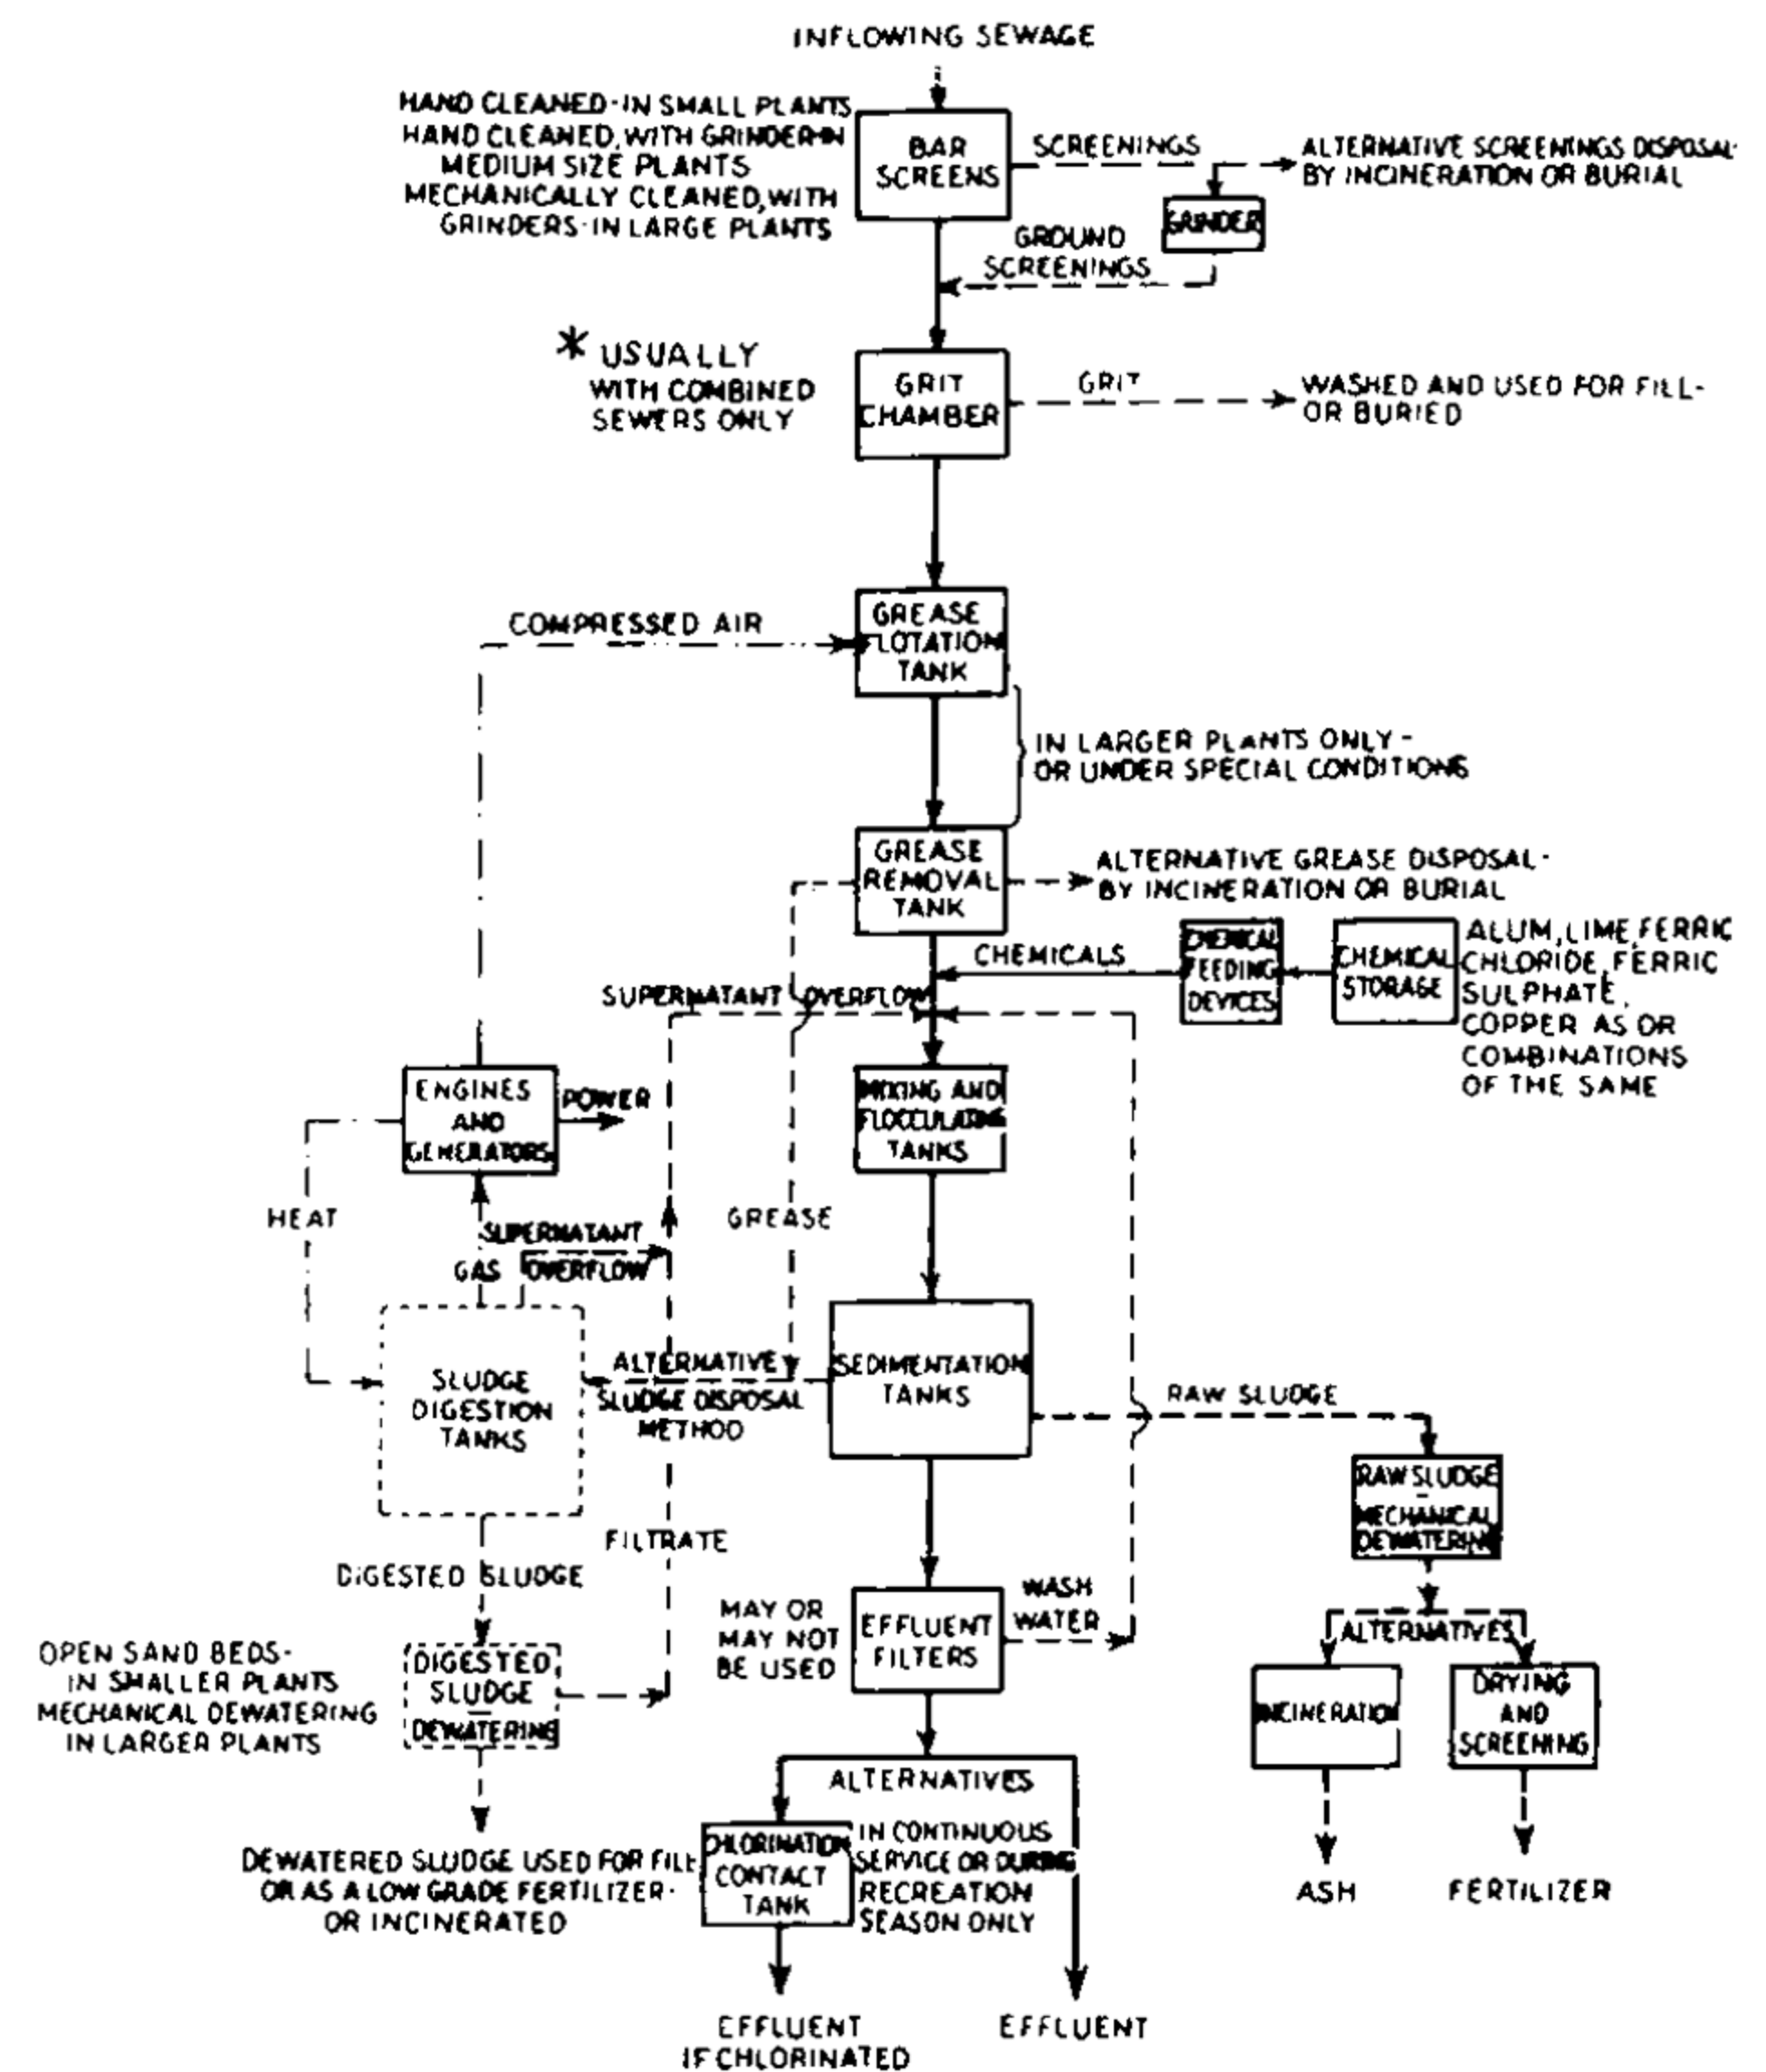 INFLOWING SEWAGE
HAND CLEANED-IN SMALL PLANTS
HAND CLEANED, WITH GRINDER-IN
MEDIUM SIZE PLANTS
MECHANICALLY CLEANED, WITH
GRINDERS-IN LARGE PLANTS
BAR
SCREENS
SCREENINGS
ALTERNATIVE SCREENINGS DISPOSAL-
BY INCINERATION OR BURIAL
GRINDER
GROUND
SCREENINGS
* USUALLY
WITH COMBINED
SEWERS ONLY
GRIT
CHAMBER
GRIT
WASHED AND USED FOR FILL-
OR BURIED
COMPRESSED AIR
GREASE
FLOTATION
TANK
IN LARGER PLANTS ONLY-
OR UNDER SPECIAL CONDITIONS
GREASE
REMOVAL
TANK
ALTERNATIVE GREASE DISPOSAL-
BY INCINERATION OR BURIAL
CHEMICALS
CHEMICAL
FEEDING
DEVICES
CHEMICAL
STORAGE
ALUM, LIME, FERRIC
CHLORIDE, FERRIC
SULPHATE,
COPPER AS OR
COMBINATIONS
OF THE SAME
SUPERNATANT OVERFLOW
ENGINES
AND
GENERATORS
POWER
MIXING AND
FLOCCULATING
TANKS
HEAT
GREASE
SUPERNATANT
OVERFLOW
GAS
SLUDGE
DIGESTION
TANKS
ALTERNATIVE
SLUDGE DISPOSAL
METHOD
SEDIMENTATION
TANKS
RAW SLUDGE
RAW SLUDGE
-
MECHANICAL
DEWATERING
FILTRATE
DIGESTED SLUDGE
OPEN SAND BEDS-
IN SMALLER PLANTS
MECHANICAL DEWATERING
IN LARGER PLANTS
DIGESTED
SLUDGE
-
DEWATERING
MAY OR
MAY NOT
BE USED
EFFLUENT
FILTERS
WASH
WATER
ALTERNATIVES
INCINERATION
DRYING
AND
SCREENING
ASH
FERTILIZER
ALTERNATIVES
CHLORINATION
CONTACT
TANK
IN CONTINUOUS
SERVICE OR DURING
RECREATION
SEASON ONLY
DEWATERED SLUDGE USED FOR FILL
OR AS A LOW GRADE FERTILIZER-
OR INCINERATED
EFFLUENT
IF CHLORINATED
EFFLUENT